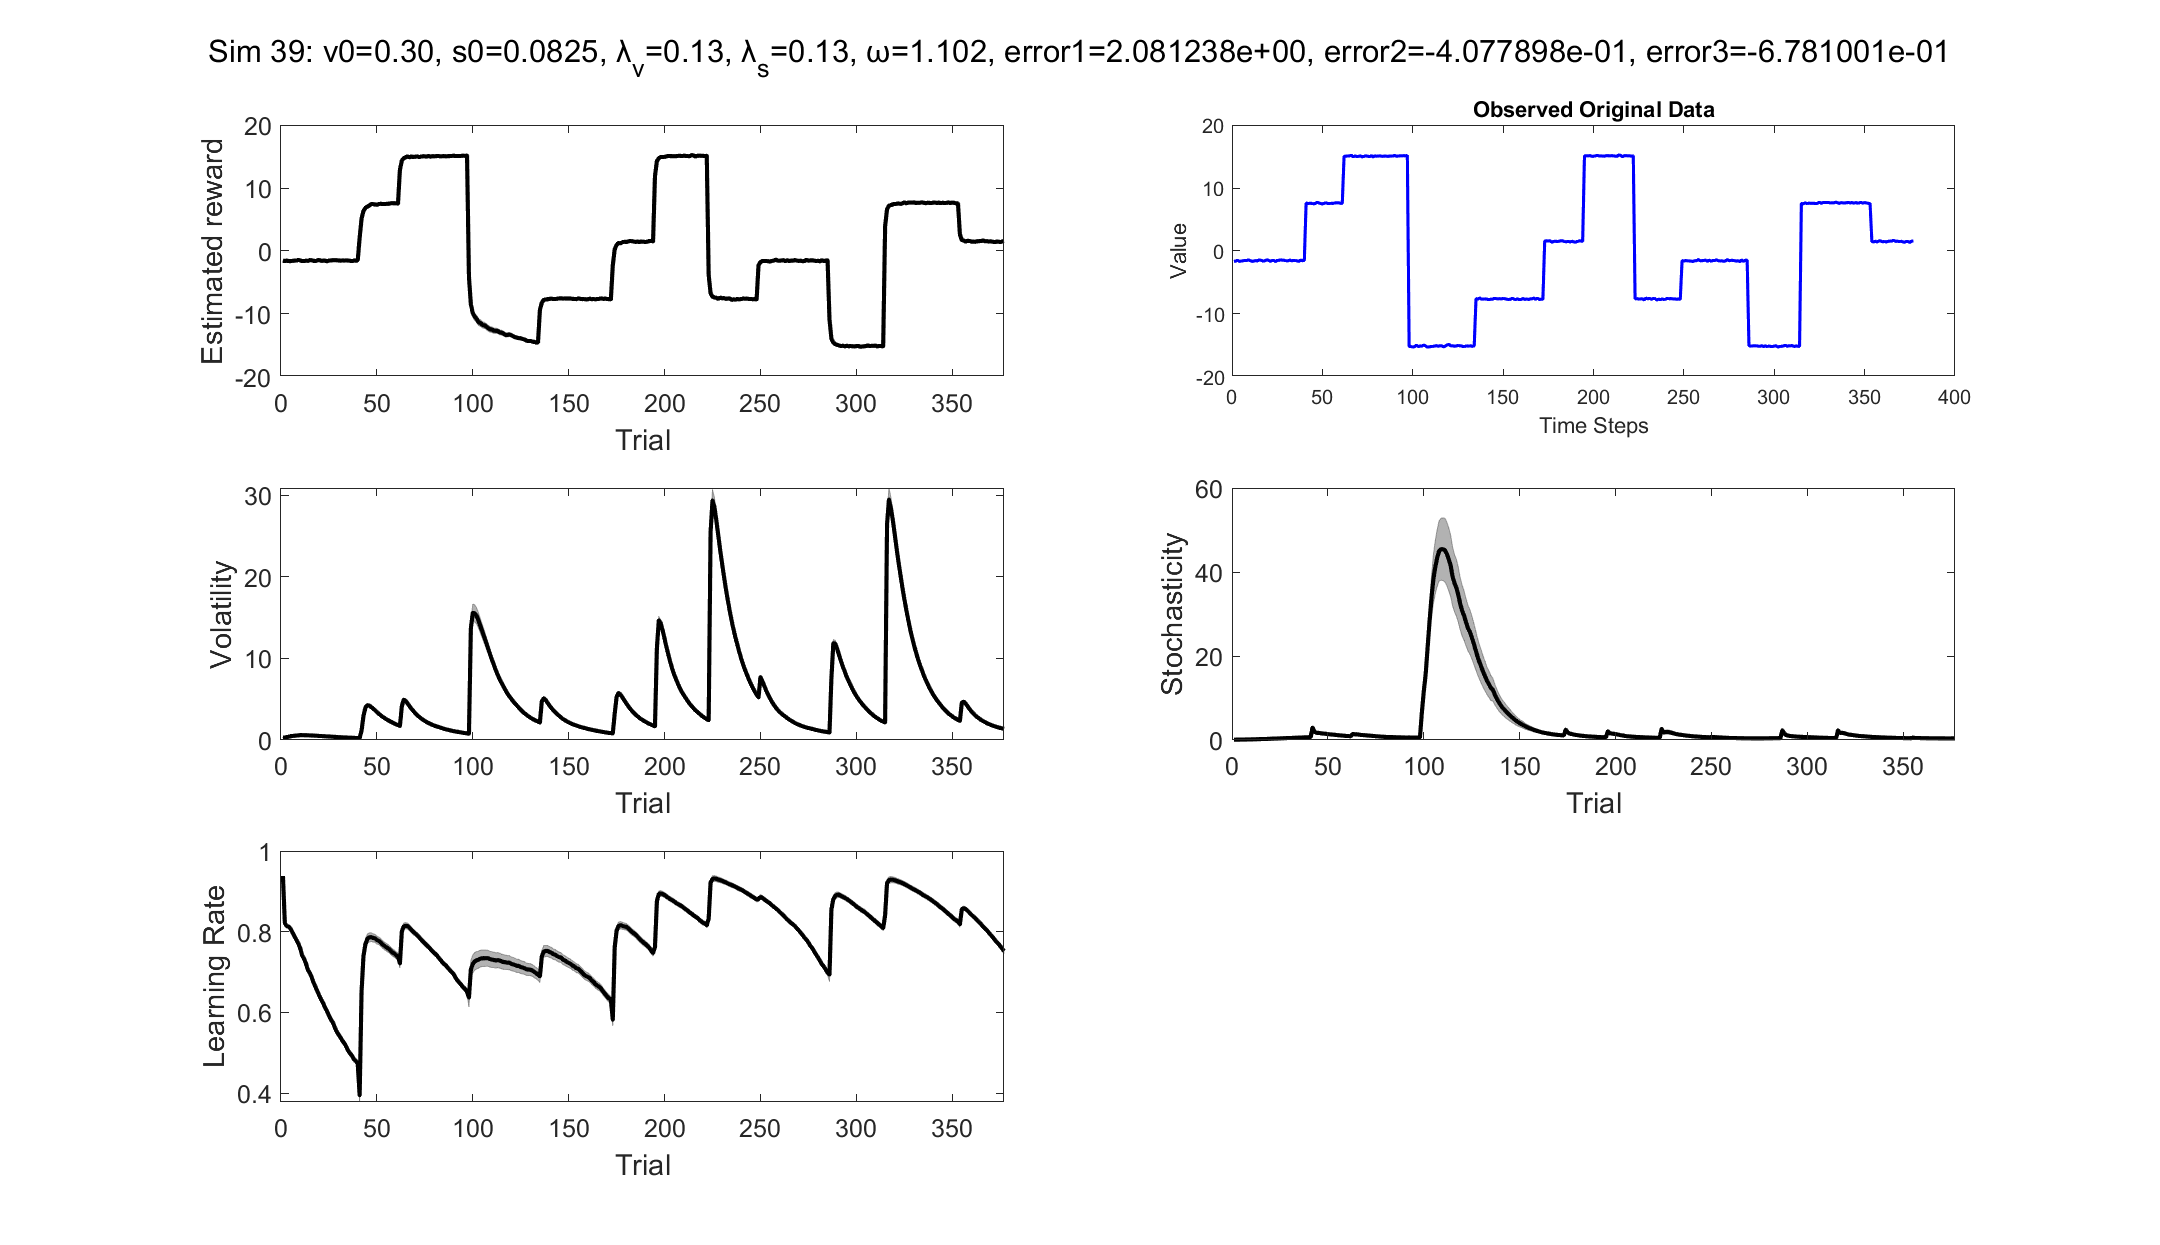 Sim 39: v0=0.30, s0=0.0825, λv=0.13, λs=0.13, ω=1.102, error1=2.081238e+00, error2=-4.077898e-01, error3=-6.781001e-01
Estimated reward
20
10
0
-10
-20
0 50 100 150 200 250 300 350
Trial
Observed Original Data
Value
20
10
0
-10
-20
0 50 100 150 200 250 300 350 400
Time Steps
Volatility
30
20
10
0
0 50 100 150 200 250 300 350
Trial
Stochasticity
60
40
20
0
0 50 100 150 200 250 300 350
Trial
Learning Rate
1
0.8
0.6
0.4
0 50 100 150 200 250 300 350
Trial